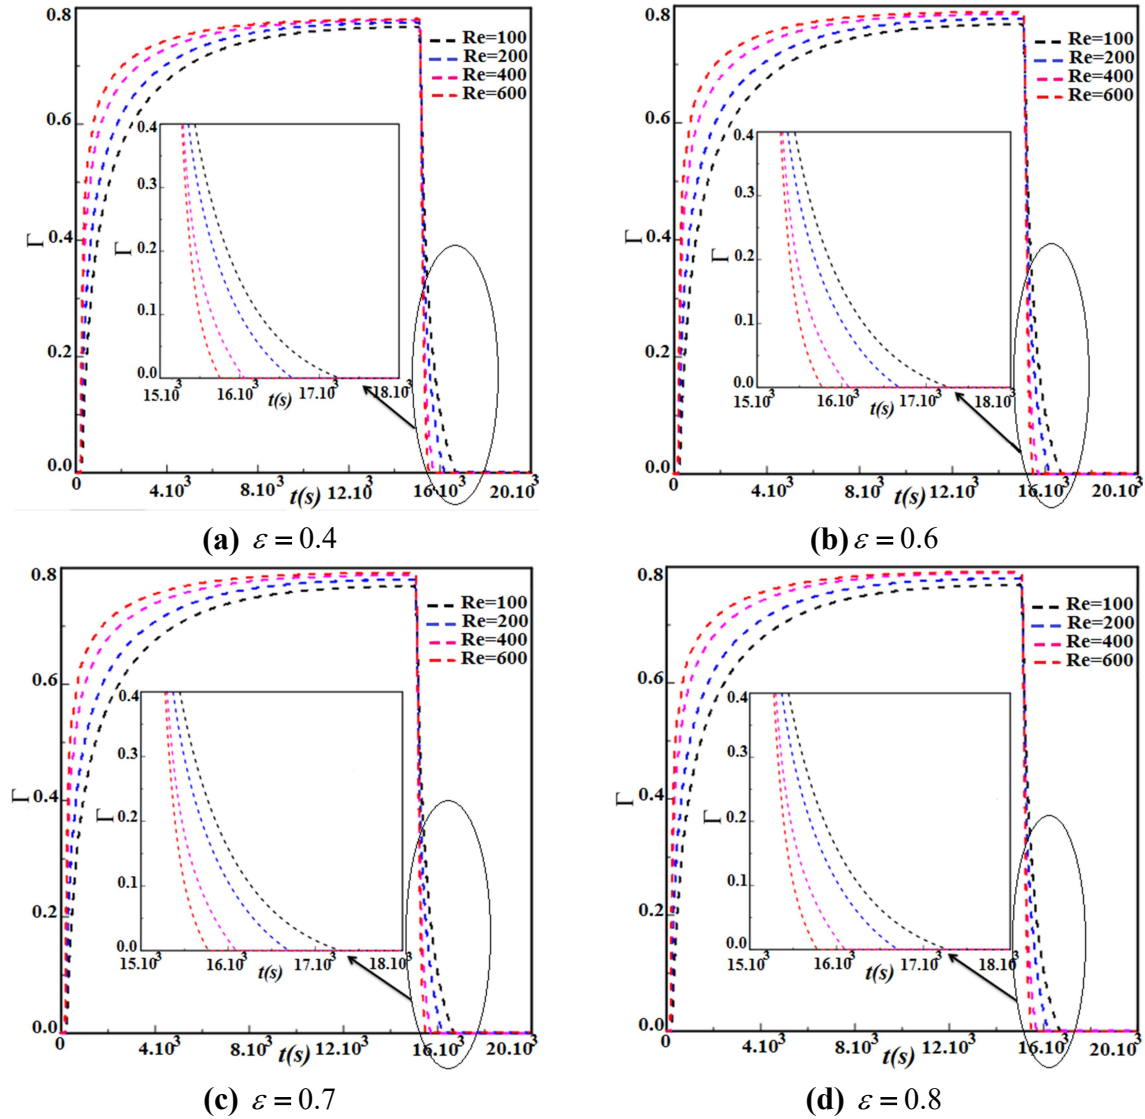 0.8
0.6
0.4
0.2
0.0
Γ
0
4.10³
8.10³
12.10³
16.10³
20.10³
t(s)
Re=100
Re=200
Re=400
Re=600
0.4
0.3
0.2
0.1
0.0
Γ
15.10³
16.10³
17.10³
18.10³
t(s)
(a) ε = 0.4
0.8
0.6
0.4
0.2
0.0
Γ
0
4.10³
8.10³
12.10³
16.10³
20.10³
t(s)
Re=100
Re=200
Re=400
Re=600
0.4
0.3
0.2
0.1
0.0
Γ
15.10³
16.10³
17.10³
18.10³
t(s)
(b) ε = 0.6
0.8
0.6
0.4
0.2
0.0
Γ
0
4.10³
8.10³
12.10³
16.10³
20.10³
t(s)
Re=100
Re=200
Re=400
Re=600
0.4
0.3
0.2
0.1
0.0
Γ
15.10³
16.10³
17.10³
18.10³
t(s)
(c) ε = 0.7
0.8
0.6
0.4
0.2
0.0
Γ
0
4.10³
8.10³
12.10³
16.10³
20.10³
t(s)
Re=100
Re=200
Re=400
Re=600
0.4
0.3
0.2
0.1
0.0
Γ
15.10³
16.10³
17.10³
18.10³
t(s)
(d) ε = 0.8